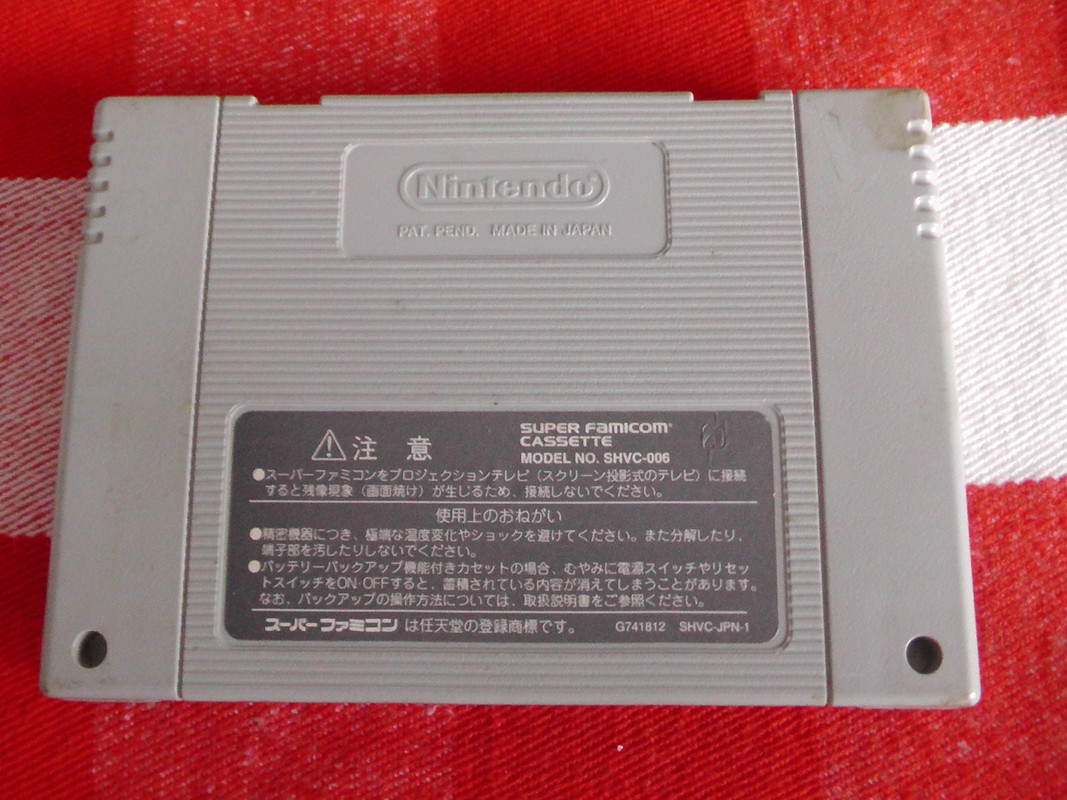 Nintendo
PAT. PEND. MADE IN JAPAN
⚠注意
SUPER FAMICOM
CASSETTE
MODEL NO. SHVC-006
●スーパーファミコンをプロジェクションテレビ(スクリーン投影式のテレビ)に接続
すると残像現象(画面焼け)が生じるため、接続しないでください。
使用上のおねがい
●精密機器につき、極端な温度変化やショックを避けてください。また分解したり、
端子部を汚したりしないでください。
●バッテリーバックアップ機能付きカセットの場合、むやみに電源スイッチやリセッ
トスイッチをON・OFFすると、蓄積されている内容が消えてしまうことがあります。
なお、バックアップの操作方法については、取扱説明書をご参照ください。
スーパーファミコンは任天堂の登録商標です。 G741812 SHVC-JPN-1